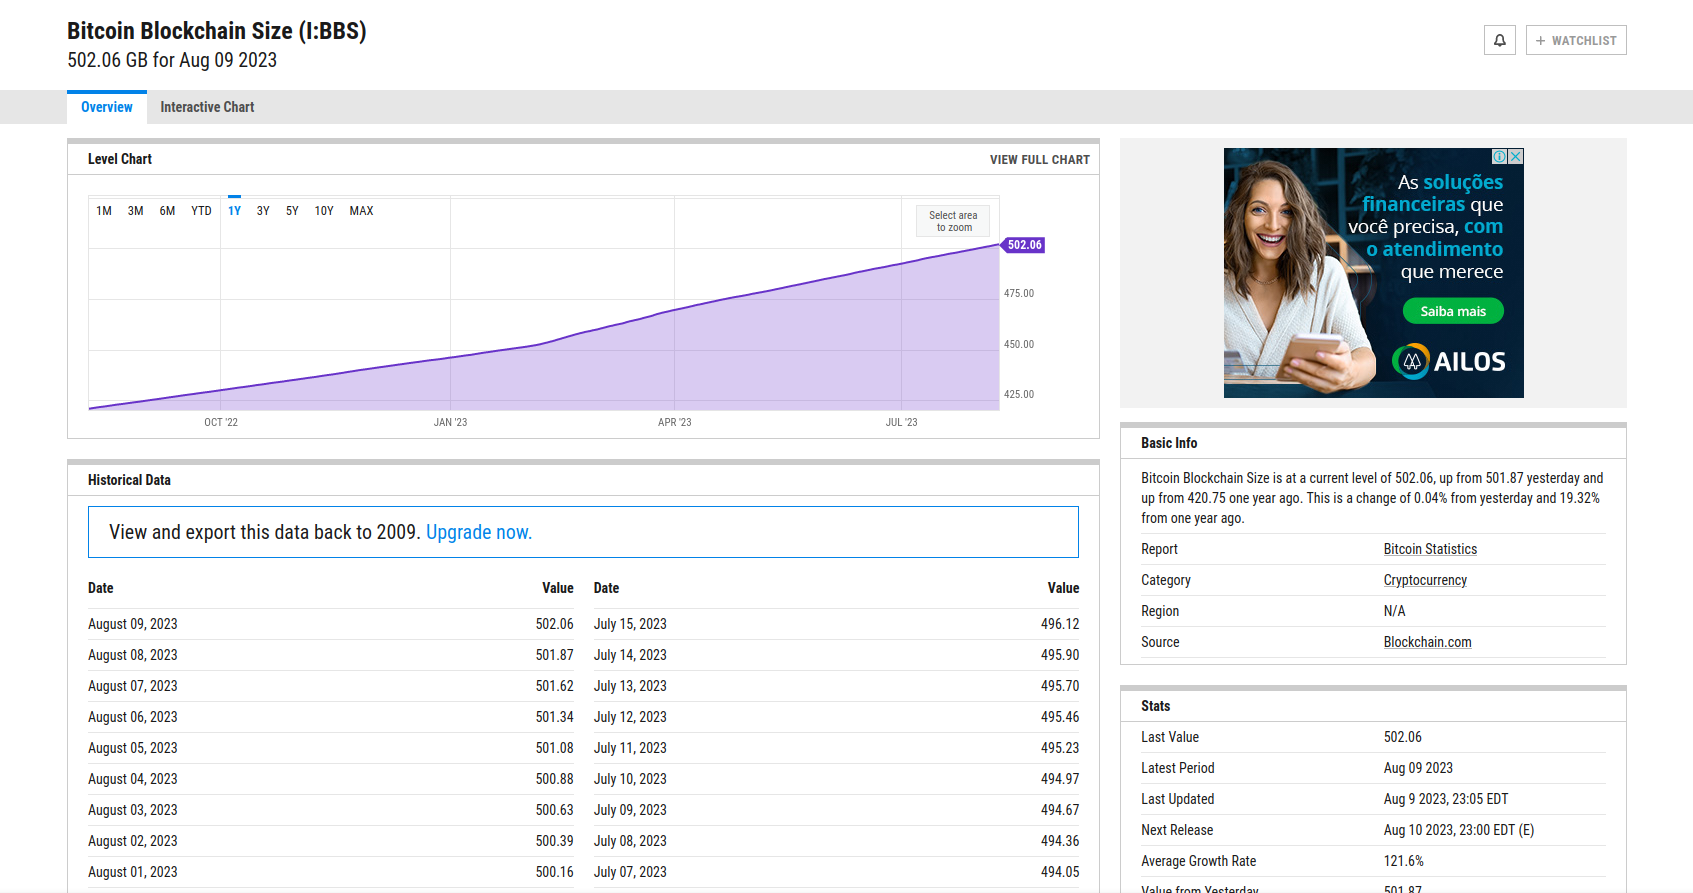 Bitcoin Blockchain Size (I:BBS)
502.06 GB for Aug 09 2023
+ WATCHLIST
Overview
Interactive Chart
Level Chart
VIEW FULL CHART
1M 3M 6M YTD 1Y 3Y 5Y 10Y MAX
Select area
to zoom
502.06
475.00
450.00
425.00
OCT '22 JAN '23 APR '23 JUL '23
Historical Data
View and export this data back to 2009. Upgrade now.
Date Value Date Value
August 09, 2023 502.06 July 15, 2023 496.12
August 08, 2023 501.87 July 14, 2023 495.90
August 07, 2023 501.62 July 13, 2023 495.70
August 06, 2023 501.34 July 12, 2023 495.46
August 05, 2023 501.08 July 11, 2023 495.23
August 04, 2023 500.88 July 10, 2023 494.97
August 03, 2023 500.63 July 09, 2023 494.67
August 02, 2023 500.39 July 08, 2023 494.36
August 01, 2023 500.16 July 07, 2023 494.05
As soluções
financeiras que
você precisa, com
o atendimento
que merece
Saiba mais
AILOS
Basic Info
Bitcoin Blockchain Size is at a current level of 502.06, up from 501.87 yesterday and
up from 420.75 one year ago. This is a change of 0.04% from yesterday and 19.32%
from one year ago.
Report Bitcoin Statistics
Category Cryptocurrency
Region N/A
Source Blockchain.com
Stats
Last Value 502.06
Latest Period Aug 09 2023
Last Updated Aug 9 2023, 23:05 EDT
Next Release Aug 10 2023, 23:00 EDT (E)
Average Growth Rate 121.6%
Value from Yesterday 501.87